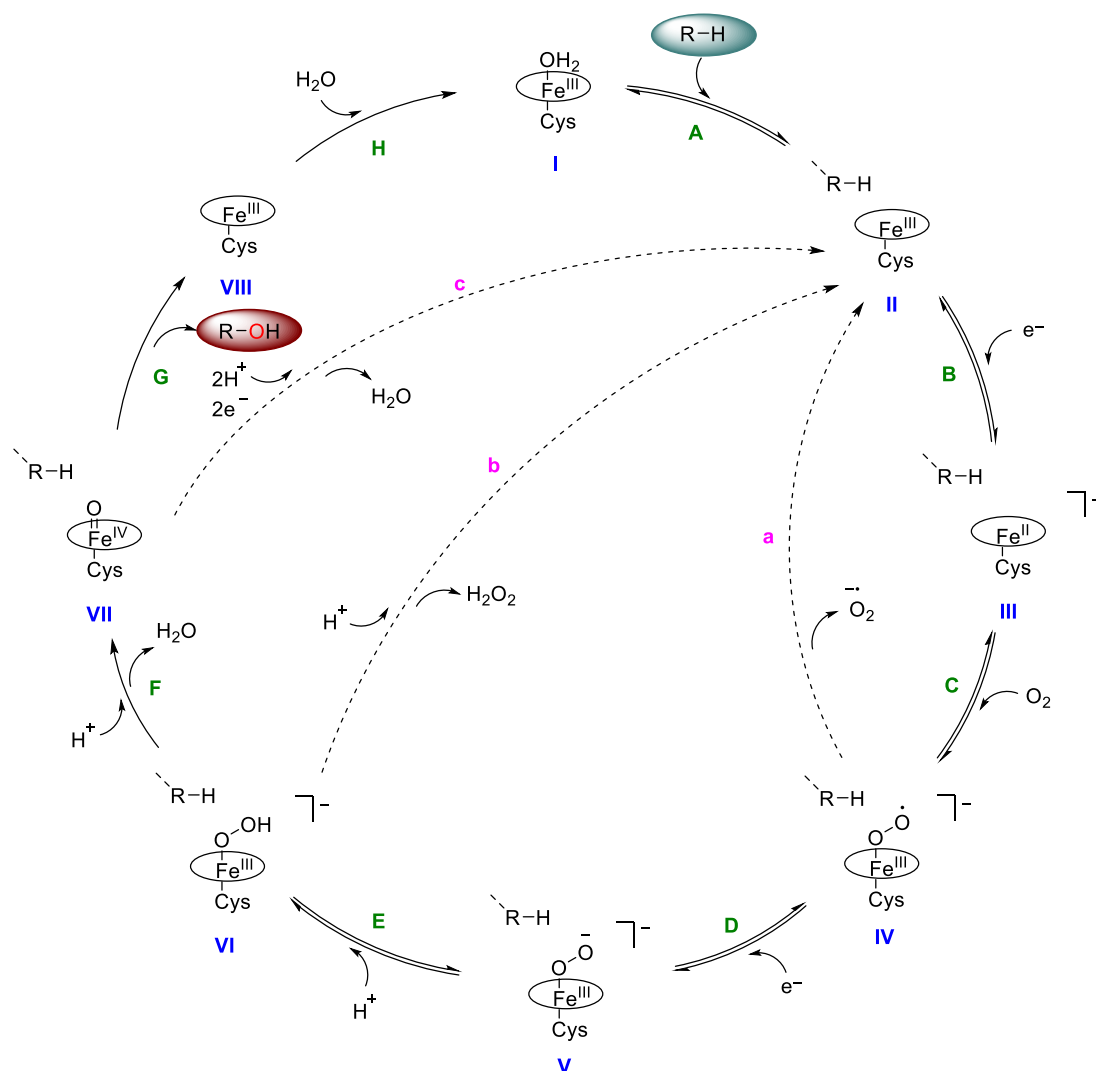 R–H
OH₂
Feᴵᴵᴵ
Cys
I
A
H₂O
H
R–H
Feᴵᴵᴵ
Cys
II
e⁻
B
R–H
Feᴵᴵ
Cys
]⁻
III
C
O₂
R–H
O–O•
Feᴵᴵᴵ
Cys
]⁻
IV
D
e⁻
R–H
O–O⁻
Feᴵᴵᴵ
Cys
]⁻
V
E
H⁺
R–H
O–OH
Feᴵᴵᴵ
Cys
]⁻
VI
F
H⁺
H₂O
R–H
O
Feᴵⱽ
Cys
VII
G
R–OH
Feᴵᴵᴵ
Cys
VIII
c
2H⁺
2e⁻
H₂O
b
H⁺
H₂O₂
a
O₂⁻•